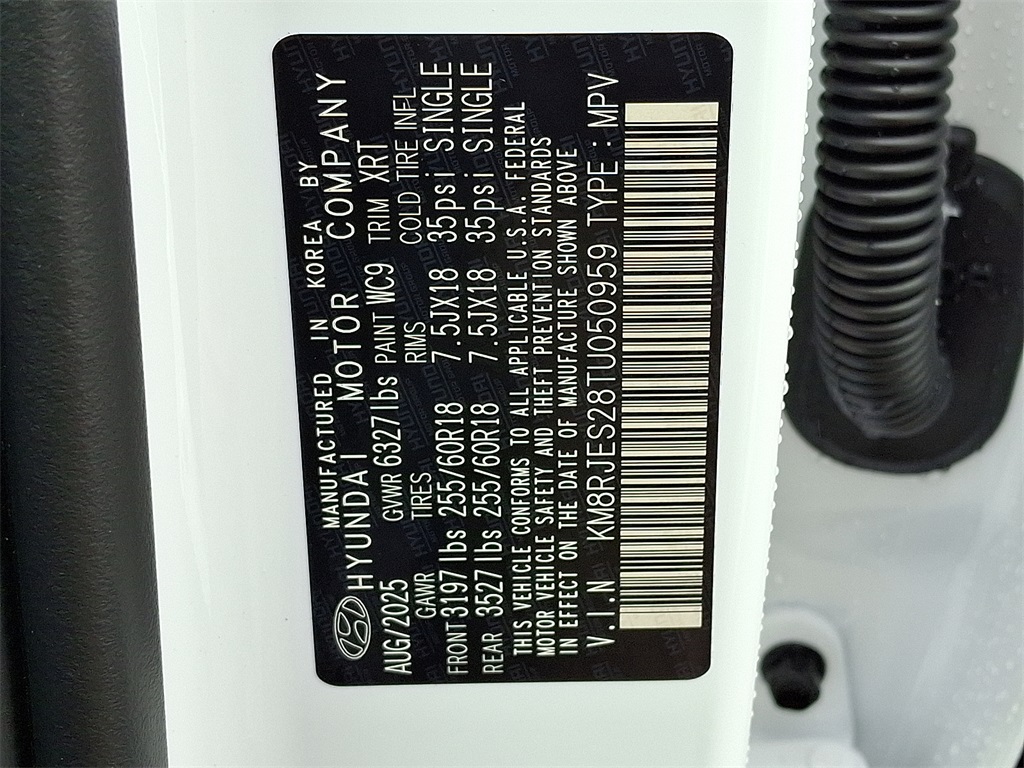 MANUFACTURED IN KOREA BY
HYUNDAI MOTOR COMPANY
AUG/2025 GVWR 6327lbs PAINT WC9 TRIM XRT
GAWR TIRES RIMS COLD TIRE INFL
FRONT 3197lbs 255/60R18 7.5JX18 35psi SINGLE
REAR 3527lbs 255/60R18 7.5JX18 35psi SINGLE
THIS VEHICLE CONFORMS TO ALL APPLICABLE U.S.A. FEDERAL
MOTOR VEHICLE SAFETY AND THEFT PREVENTION STANDARDS
IN EFFECT ON THE DATE OF MANUFACTURE SHOWN ABOVE
V.I.N KM8RJES28TU050959 TYPE : MPV